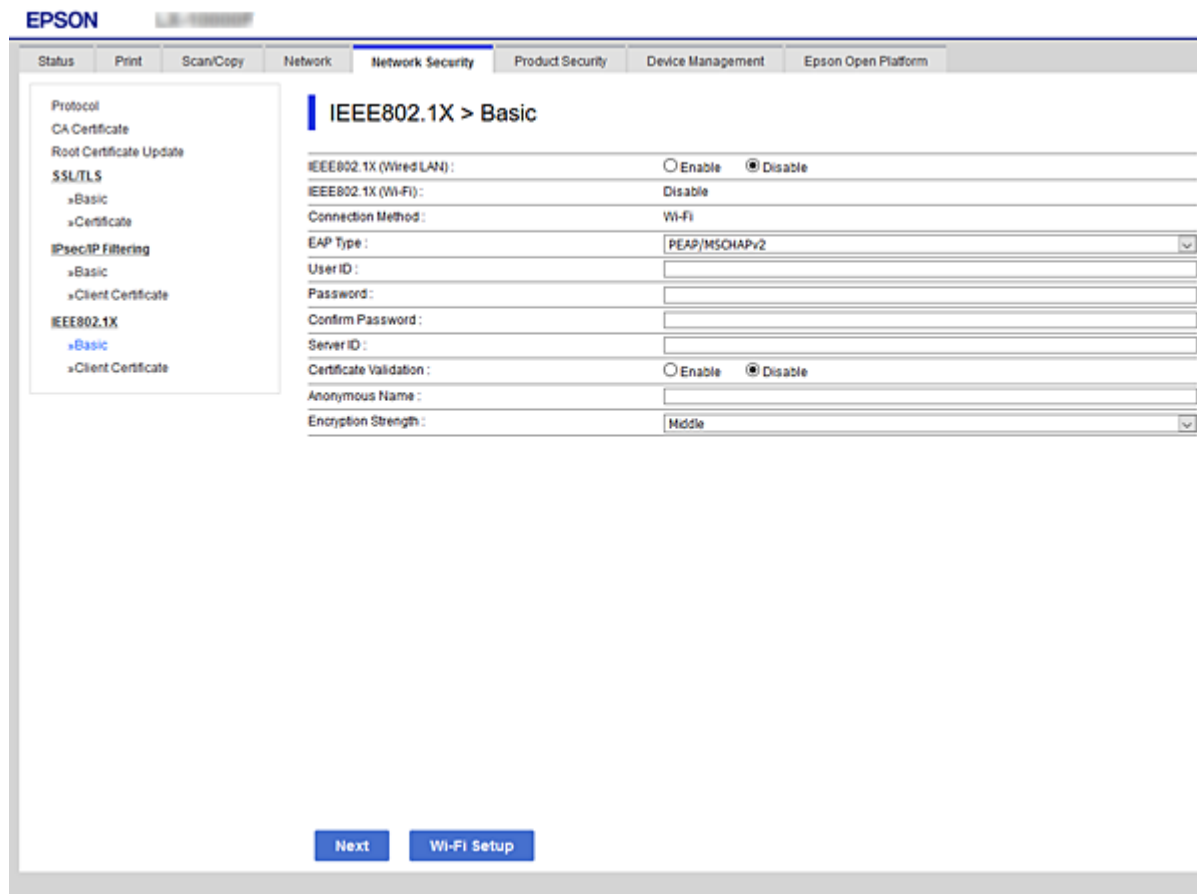 EPSON
Status Print Scan/Copy Network Network Security Product Security Device Management Epson Open Platform
Protocol
CA Certificate
Root Certificate Update
SSL/TLS
»Basic
»Certificate
IPsec/IP Filtering
»Basic
»Client Certificate
IEEE802.1X
»Basic
»Client Certificate
IEEE802.1X > Basic
IEEE802.1X (Wired LAN) : Enable Disable
IEEE802.1X (Wi-Fi) : Disable
Connection Method : Wi-Fi
EAP Type : PEAP/MSCHAPv2
User ID :
Password :
Confirm Password :
Server ID :
Certificate Validation : Enable Disable
Anonymous Name :
Encryption Strength : Middle
Next Wi-Fi Setup